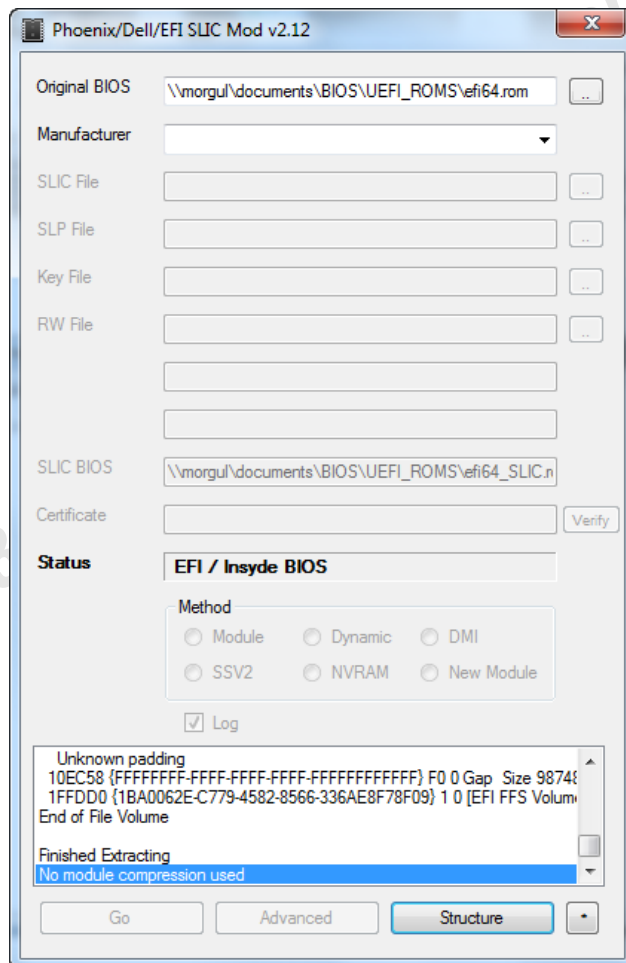 Phoenix/Dell/EFI SLIC Mod v2.12
Original BIOS \\morgul\documents\BIOS\UEFI_ROMS\efi64.rom ..
Manufacturer
SLIC File ..
SLP File ..
Key File ..
RW File ..
SLIC BIOS \\morgul\documents\BIOS\UEFI_ROMS\efi64_SLIC.r
Certificate Verify
Status EFI / Insyde BIOS
Method
Module Dynamic DMI
SSV2 NVRAM New Module
Log
Unknown padding
10EC58 {FFFFFFFF-FFFF-FFFF-FFFF-FFFFFFFFFFFF} F0 0 Gap Size 98748
1FFDD0 {1BA0062E-C779-4582-8566-336AE8F78F09} 1 0 [EFI FFS Volum
End of File Volume
Finished Extracting
No module compression used
Go Advanced Structure *